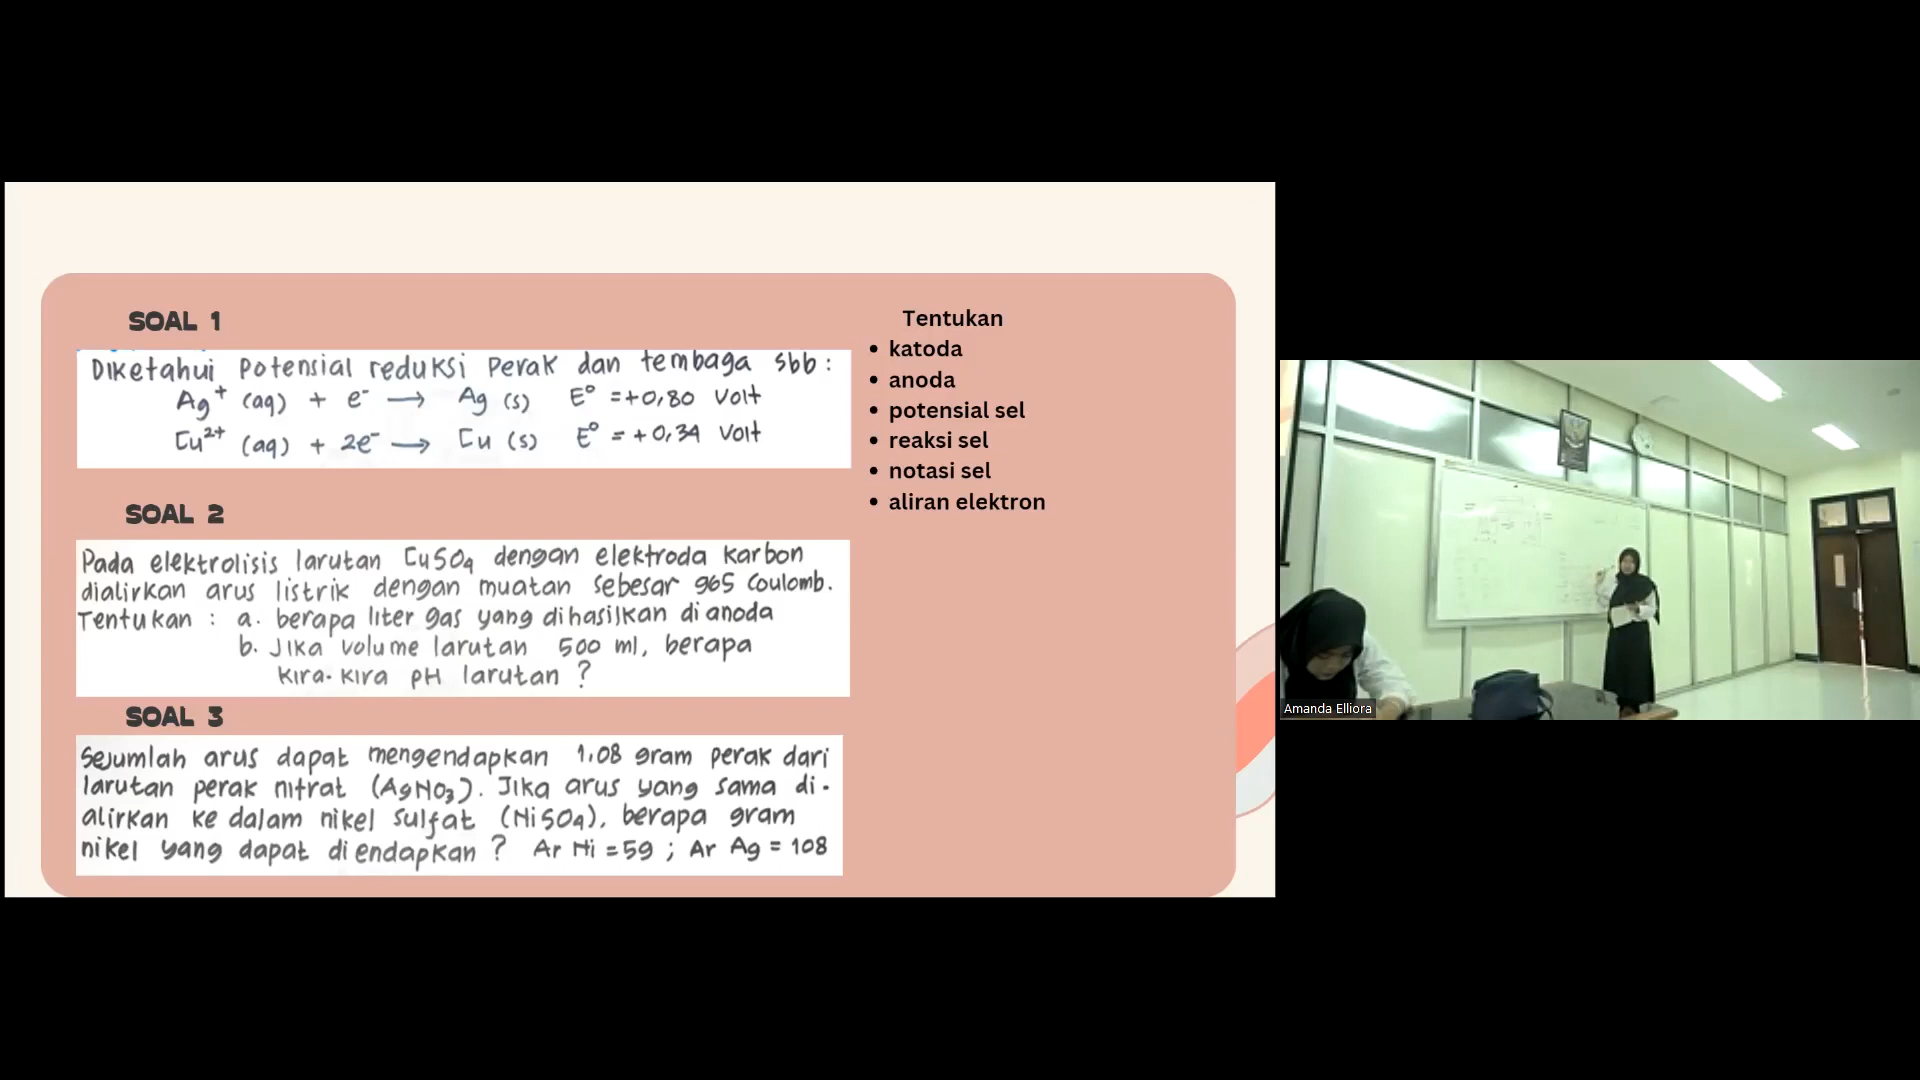 SOAL 1
Diketahui potensial reduksi perak dan tembaga sbb :
Ag⁺ (aq) + e⁻ → Ag (s) E° = +0,80 Volt
Cu²⁺ (aq) + 2e⁻ → Cu (s) E° = +0,34 Volt
SOAL 2
Pada elektrolisis larutan CuSO₄ dengan elektroda karbon
dialirkan arus listrik dengan muatan sebesar 965 Coulomb.
Tentukan : a. berapa liter gas yang dihasilkan di anoda
b. Jika volume larutan 500 ml, berapa
kira-kira pH larutan ?
SOAL 3
Sejumlah arus dapat mengendapkan 1,08 gram perak dari
larutan perak nitrat (AgNO₃). Jika arus yang sama di-
alirkan ke dalam nikel sulfat (NiSO₄), berapa gram
nikel yang dapat diendapkan ? Ar Ni = 59 ; Ar Ag = 108
Tentukan
• katoda
• anoda
• potensial sel
• reaksi sel
• notasi sel
• aliran elektron
Amanda Elliora